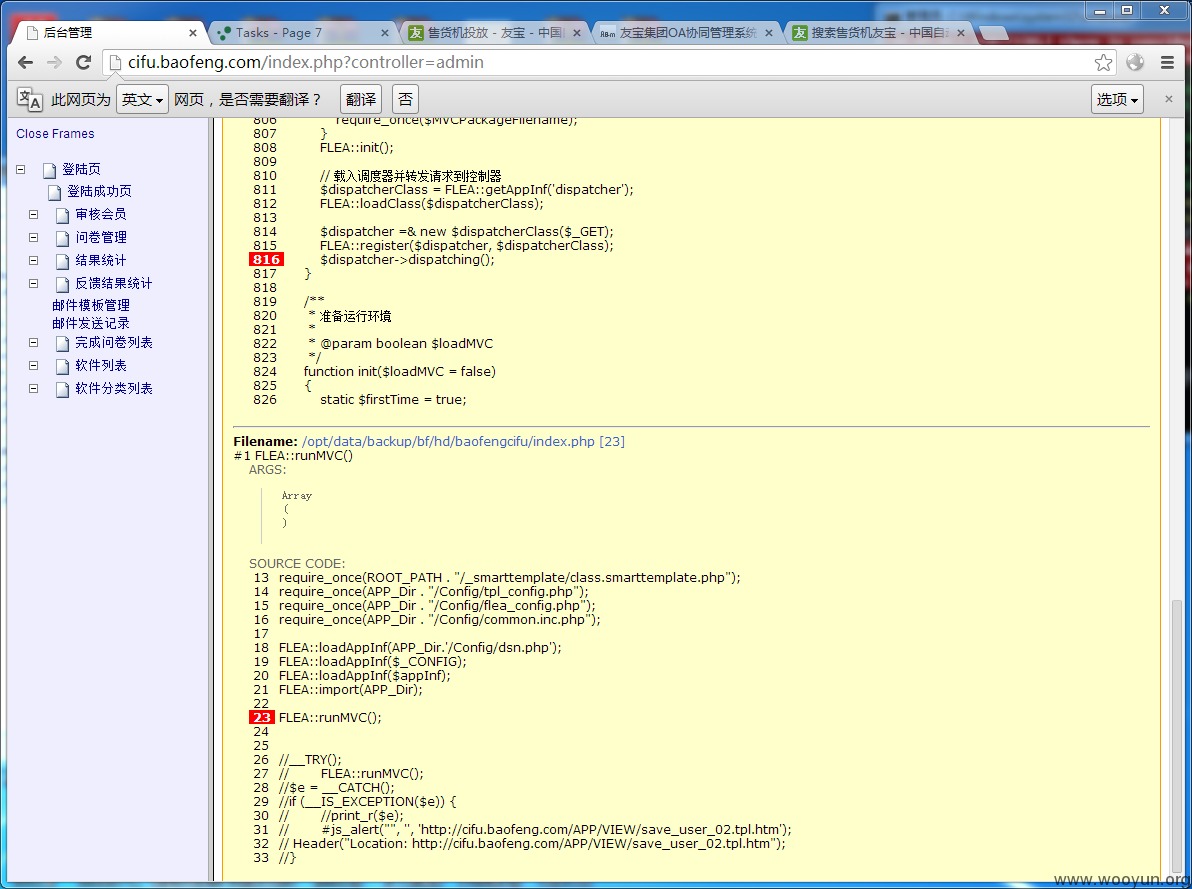 后台管理
Tasks - Page 7
售货机投放 - 友宝 - 中国
友宝集团OA协同管理系统
搜索售货机友宝 - 中国自
cifu.baofeng.com/index.php?controller=admin
此网页为 英文 网页，是否需要翻译？ 翻译 否 选项
Close Frames
登陆页
登陆成功页
审核会员
问卷管理
结果统计
反馈结果统计
邮件模板管理
邮件发送记录
完成问卷列表
软件列表
软件分类列表
806 require_once($MVCPackageFilename);
807 }
808 FLEA::init();
809
810 // 载入调度器并转发请求到控制器
811 $dispatcherClass = FLEA::getAppInf('dispatcher');
812 FLEA::loadClass($dispatcherClass);
813
814 $dispatcher =& new $dispatcherClass($_GET);
815 FLEA::register($dispatcher, $dispatcherClass);
816 $dispatcher->dispatching();
817 }
818
819 /**
820 * 准备运行环境
821 *
822 * @param boolean $loadMVC
823 */
824 function init($loadMVC = false)
825 {
826 static $firstTime = true;
Filename: /opt/data/backup/bf/hd/baofengcifu/index.php [23]
#1 FLEA::runMVC()
ARGS:
Array
(
)
SOURCE CODE:
13 require_once(ROOT_PATH . "/_smarttemplate/class.smarttemplate.php");
14 require_once(APP_Dir . "/Config/tpl_config.php");
15 require_once(APP_Dir . "/Config/flea_config.php");
16 require_once(APP_Dir . "/Config/common.inc.php");
17
18 FLEA::loadAppInf(APP_Dir.'/Config/dsn.php');
19 FLEA::loadAppInf($_CONFIG);
20 FLEA::loadAppInf($appInf);
21 FLEA::import(APP_Dir);
22
23 FLEA::runMVC();
24
25
26 //__TRY();
27 // FLEA::runMVC();
28 //$e = __CATCH();
29 //if (__IS_EXCEPTION($e)) {
30 // //print_r($e);
31 // #js_alert("", '', 'http://cifu.baofeng.com/APP/VIEW/save_user_02.tpl.htm');
32 // Header("Location: http://cifu.baofeng.com/APP/VIEW/save_user_02.tpl.htm");
33 //}
www.wooyun.org